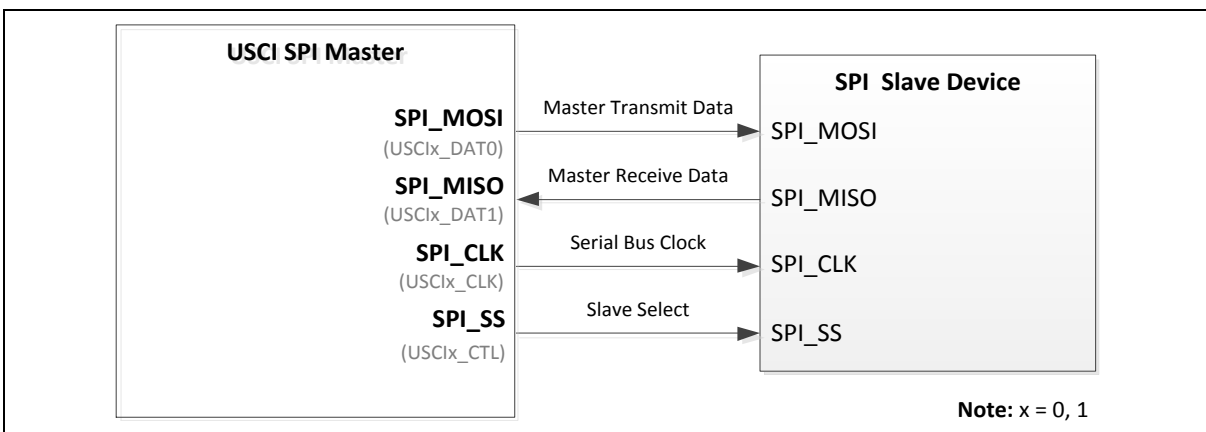 USCI SPI Master
SPI_MOSI
(USCIx_DAT0)
SPI_MISO
(USCIx_DAT1)
SPI_CLK
(USCIx_CLK)
SPI_SS
(USCIx_CTL)
Master Transmit Data
Master Receive Data
Serial Bus Clock
Slave Select
SPI Slave Device
SPI_MOSI
SPI_MISO
SPI_CLK
SPI_SS
Note: x = 0, 1